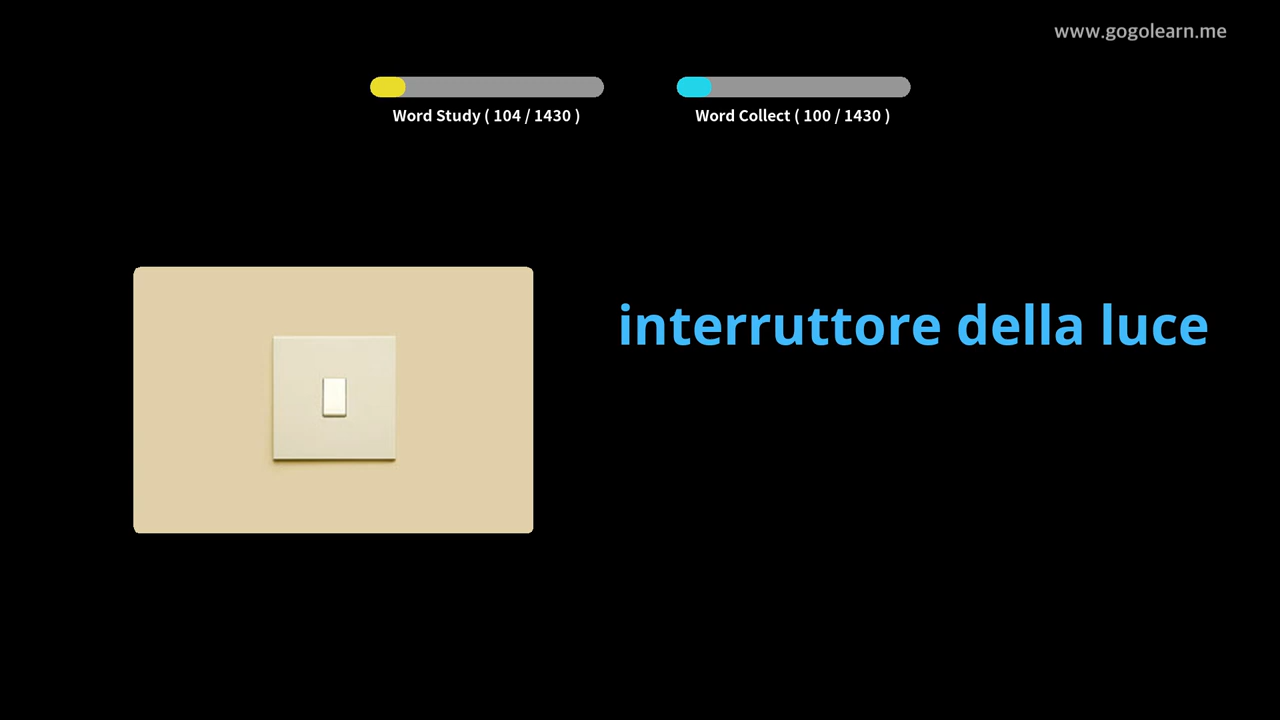 www.gogolearn.me
Word Study ( 104 / 1430 )
Word Collect ( 100 / 1430 )
interruttore della luce